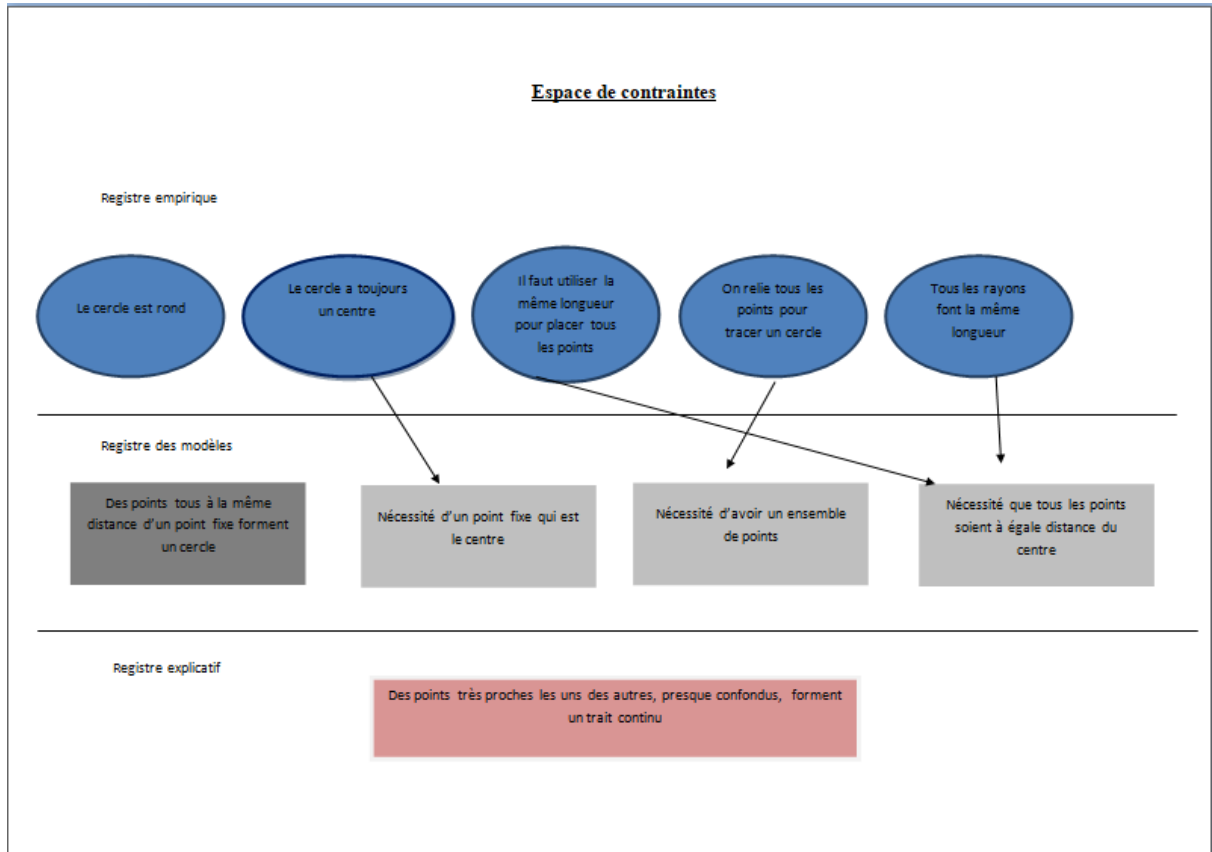 Espace de contraintes
Registre empirique
Le cercle est rond
Le cercle a toujours
un centre
Il faut utiliser la
même longueur
pour placer tous
les points
On relie tous les
points pour
tracer un cercle
Tous les rayons
font la même
longueur
Registre des modèles
Des points tous à la même
distance d'un point fixe forment
un cercle
Nécessité d'un point fixe qui est
le centre
Nécessité d'avoir un ensemble
de points
Nécessité que tous les points
soient à égale distance du
centre
Registre explicatif
Des points très proches les uns des autres, presque confondus, forment
un trait continu